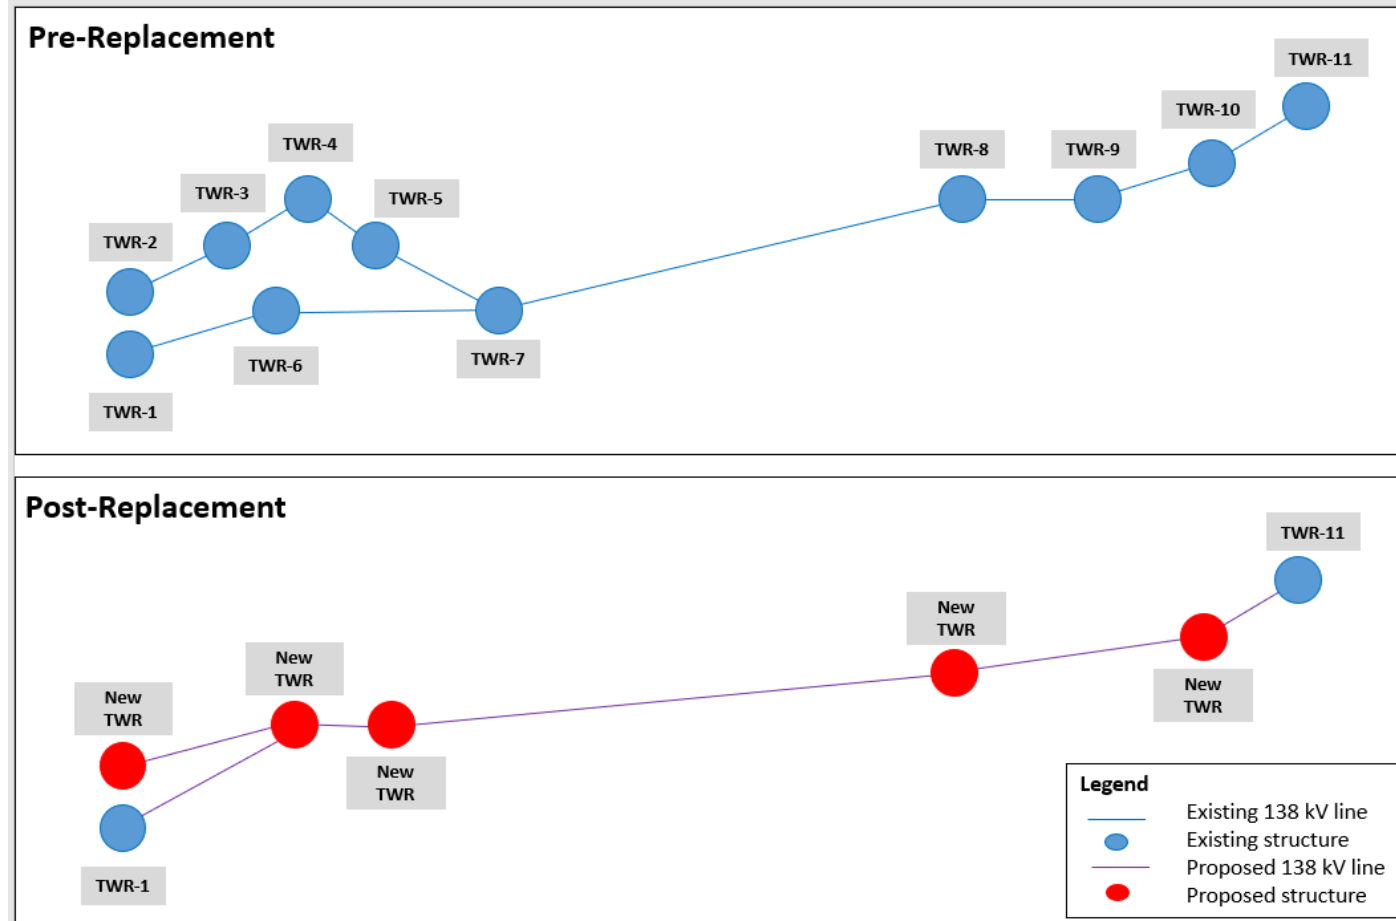 Pre-Replacement
TWR-11
TWR-10
TWR-4
TWR-8
TWR-9
TWR-3
TWR-5
TWR-2
TWR-6
TWR-7
TWR-1
Post-Replacement
TWR-11
New
TWR
New
TWR
New
TWR
New
TWR
New
TWR
TWR-1
Legend
Existing 138 kV line
Existing structure
Proposed 138 kV line
Proposed structure